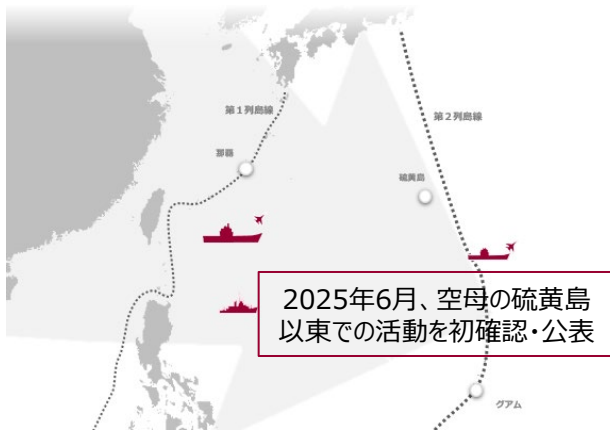 第1列島線
第2列島線
那覇
硫黄島
2025年6月、空母の硫黄島
以東での活動を初確認・公表
グアム